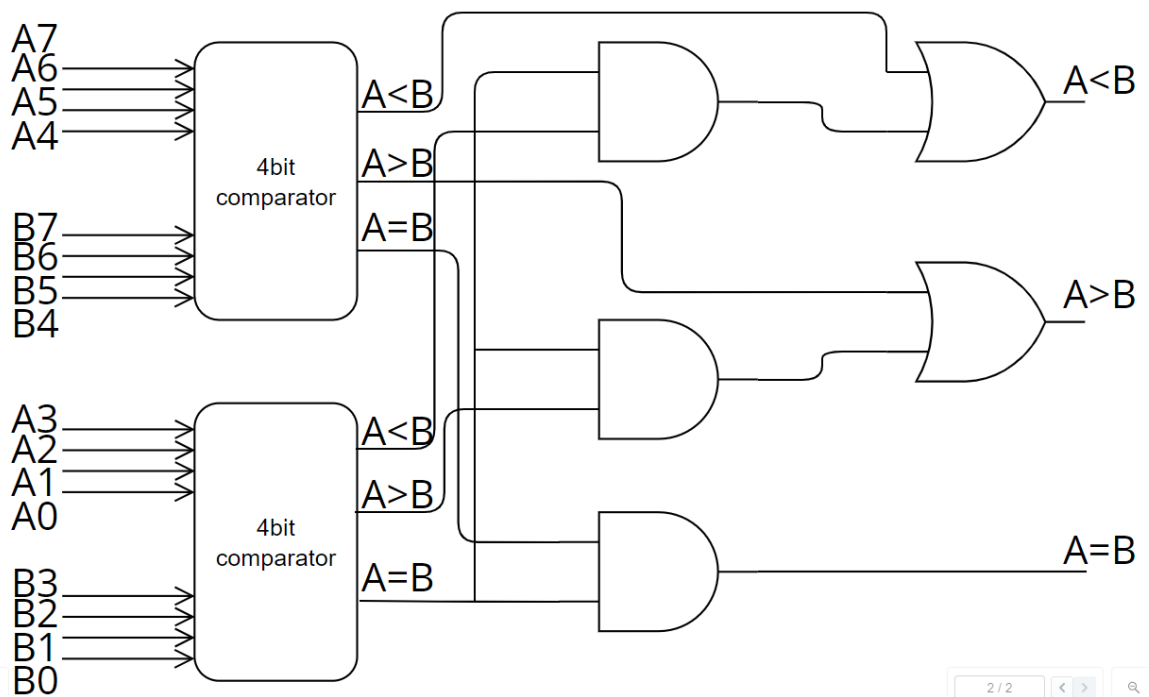 A7
A6
A5
A4
B7
B6
B5
B4
4bit
comparator
A<B
A>B
A=B
A3
A2
A1
A0
B3
B2
B1
B0
4bit
comparator
A<B
A>B
A=B
A<B
A>B
A=B
2 / 2